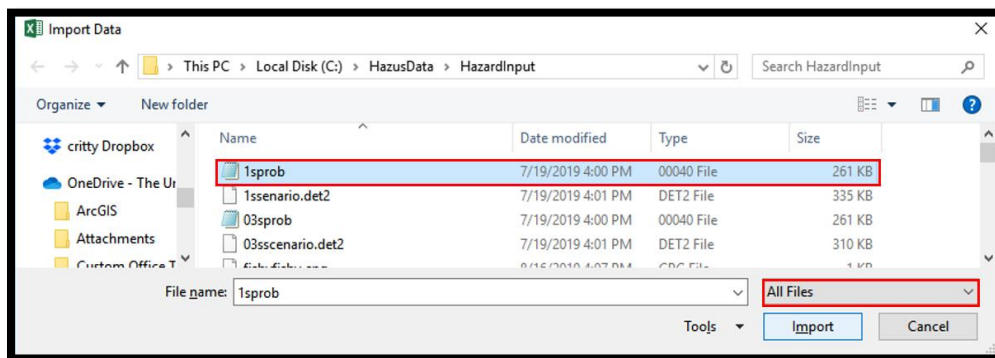 Import Data
This PC > Local Disk (C:) > HazusData > HazardInput
Search HazardInput
Organize
New folder
Name
Date modified
Type
Size
critty Dropbox
OneDrive - The Ur
ArcGIS
Attachments
1sprob 7/19/2019 4:00 PM 00040 File 261 KB
1ssenario.det2 7/19/2019 4:01 PM DET2 File 335 KB
03sprob 7/19/2019 4:00 PM 00040 File 261 KB
03sscenario.det2 7/19/2019 4:01 PM DET2 File 310 KB
Custom Office T
File name: 1sprob
All Files
Tools
Import
Cancel